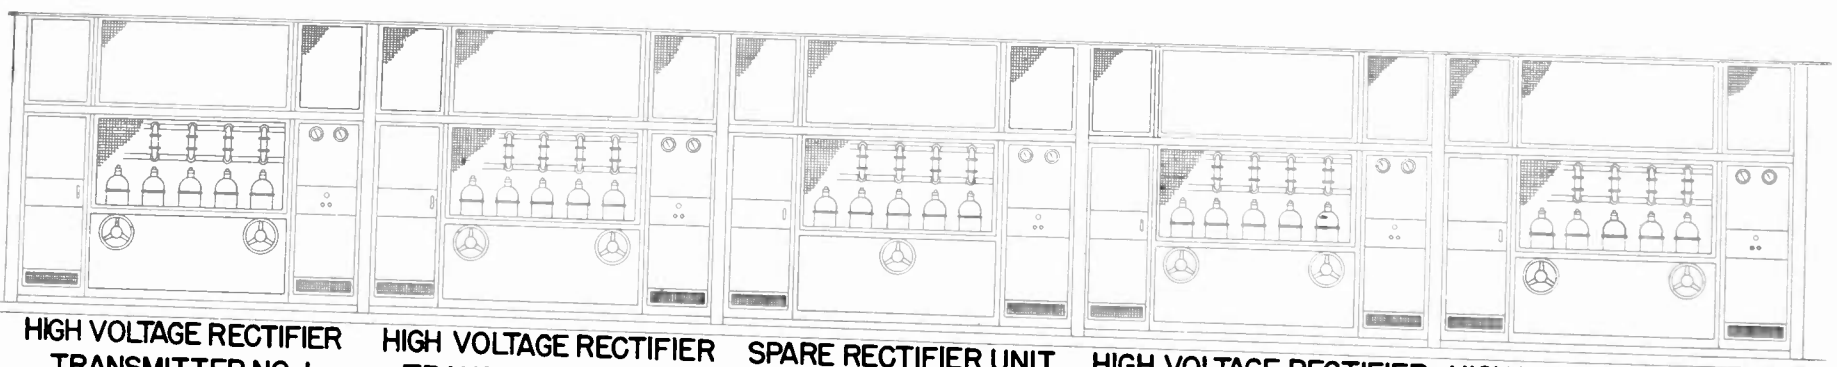 HIGH VOLTAGE RECTIFIER
TRANSMITTER NO. 1
HIGH VOLTAGE RECTIFIER
SPARE RECTIFIER UNIT
HIGH VOLTAGE RECTIFIER